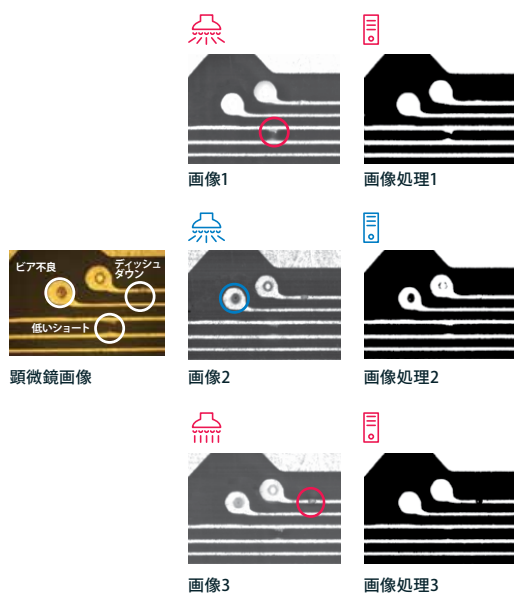 画像1
画像処理1
ビア不良
ディッシュ
ダウン
低いショート
顕微鏡画像
画像2
画像処理2
画像3
画像処理3